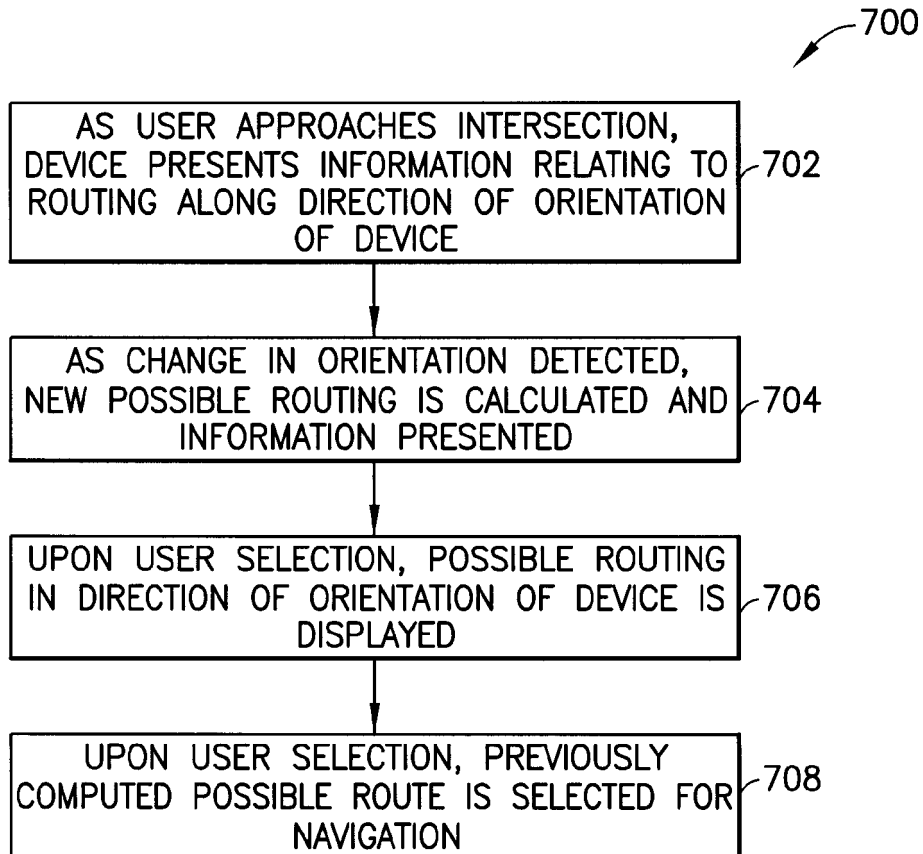 700
AS USER APPROACHES INTERSECTION,
DEVICE PRESENTS INFORMATION RELATING TO
ROUTING ALONG DIRECTION OF ORIENTATION
OF DEVICE
702
AS CHANGE IN ORIENTATION DETECTED,
NEW POSSIBLE ROUTING IS CALCULATED AND
INFORMATION PRESENTED
704
UPON USER SELECTION, POSSIBLE ROUTING
IN DIRECTION OF ORIENTATION OF DEVICE IS
DISPLAYED
706
UPON USER SELECTION, PREVIOUSLY
COMPUTED POSSIBLE ROUTE IS SELECTED FOR
NAVIGATION
708